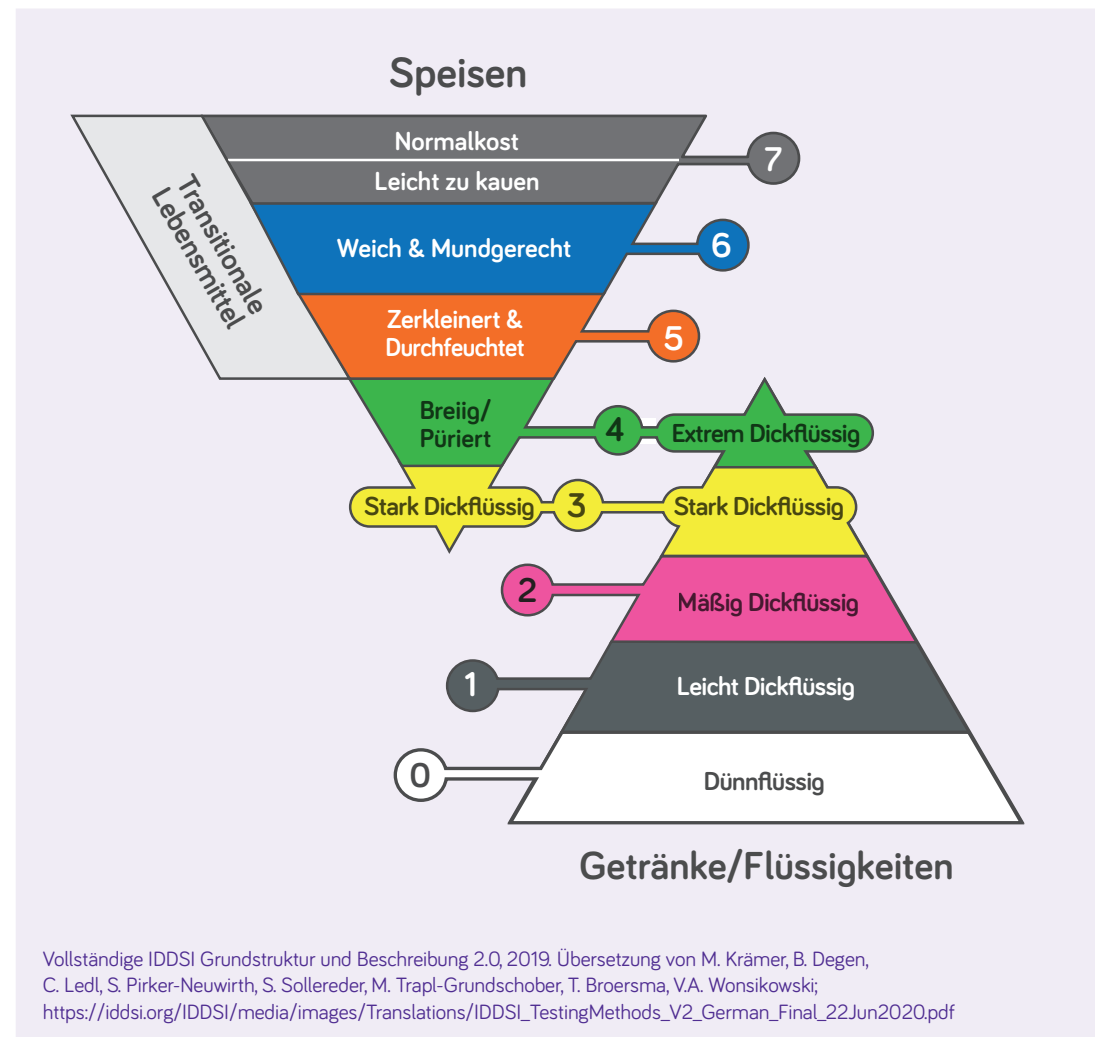 Speisen
Normalkost
Leicht zu kauen
7
Transitionale
Lebensmittel
Weich & Mundgerecht
6
Zerkleinert &
Durchfeuchtet
5
Breiig/
Püriert
4
Extrem Dickflüssig
Stark Dickflüssig
3
Stark Dickflüssig
2
Mäßig Dickflüssig
1
Leicht Dickflüssig
0
Dünnflüssig
Getränke/Flüssigkeiten
Vollständige IDDSI Grundstruktur und Beschreibung 2.0, 2019. Übersetzung von M. Krämer, B. Degen,
C. Ledl, S. Pirker-Neuwirth, S. Sollereder, M. Trapl-Grundschober, T. Broersma, V.A. Wonsikowski;
https://iddsi.org/IDDSI/media/images/Translations/IDDSI_TestingMethods_V2_German_Final_22Jun2020.pdf